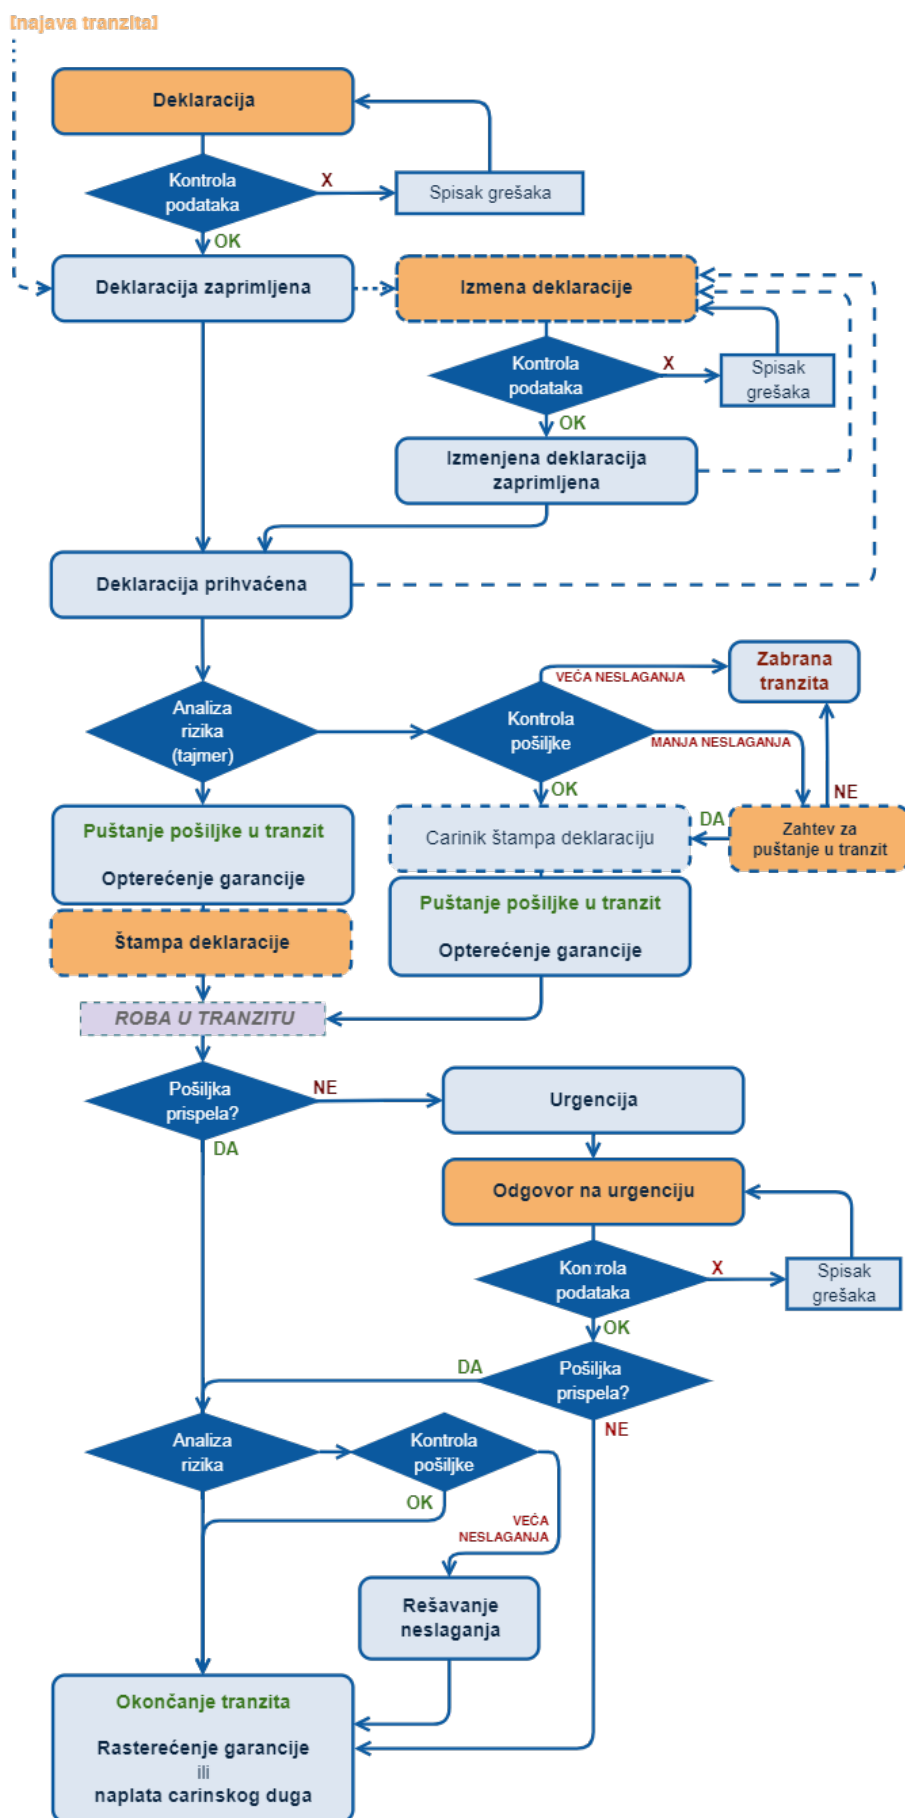 [najava tranzita]
Deklaracija
Kontrola
podataka
X
Spisak grešaka
OK
Deklaracija zaprimljena
Izmena deklaracije
Kontrola
podataka
X
Spisak
grešaka
OK
Izmenjena deklaracija
zaprimljena
Deklaracija prihvaćena
Analiza
rizika
(tajmer)
Kontrola
pošiljke
VEĆA NESLAGANJA
Zabrana
tranzita
MANJA NESLAGANJA
OK
NE
DA
Zahtev za
puštanje u tranzit
Puštanje pošiljke u tranzit
Opterećenje garancije
Carinik štampa deklaraciju
Puštanje pošiljke u tranzit
Opterećenje garancije
Štampa deklaracije
ROBA U TRANZITU
Pošiljka
prispela?
NE
DA
Urgencija
Odgovor na urgenciju
Kontrola
podataka
X
Spisak
grešaka
OK
Pošiljka
prispela?
DA
NE
Analiza
rizika
Kontrola
pošiljke
OK
VEĆA
NESLAGANJA
Rešavanje
neslaganja
Okončanje tranzita
Rasterećenje garancije
ili
naplata carinskog duga